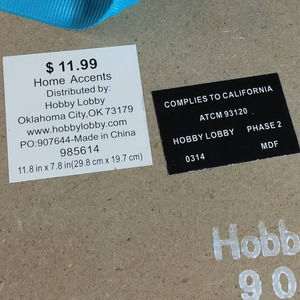 $ 11.99
Home Accents
Distributed by:
Hobby Lobby
Oklahoma City,OK 73179
www.hobbylobby.com
PO:907644-Made in China
985614
11.8 in x 7.8 in(29.8 cm x 19.7 cm)
COMPLIES TO CALIFORNIA
ATCM 93120
HOBBY LOBBY PHASE 2
0314 MDF
Hobb
90